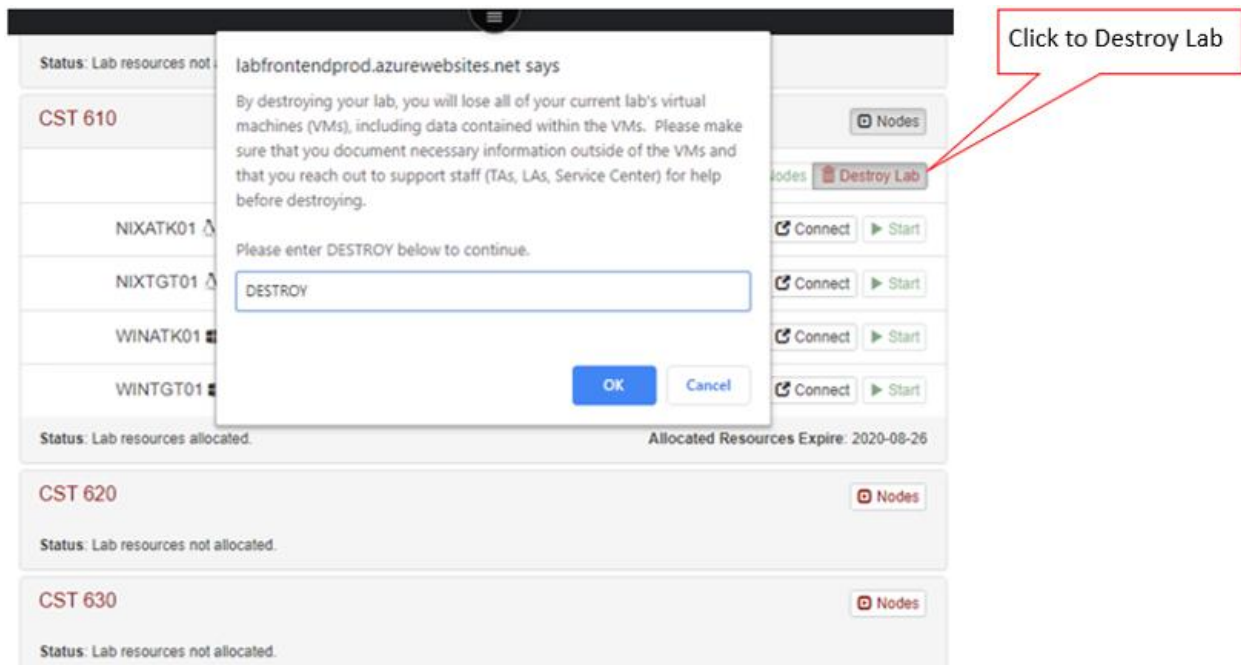 Click to Destroy Lab
Status: Lab resources not
labfrontendprod.azurewebsites.net says
By destroying your lab, you will lose all of your current lab's virtual
machines (VMs), including data contained within the VMs. Please make
sure that you document necessary information outside of the VMs and
that you reach out to support staff (TAs, LAs, Service Center) for help
before destroying.
Please enter DESTROY below to continue.
DESTROY
OK Cancel
CST 610 Nodes
Destroy Lab
NIXATK01 Connect Start
NIXTGT01 Connect Start
WINATK01 Connect Start
WINTGT01 Connect Start
Status: Lab resources allocated. Allocated Resources Expire: 2020-08-26
CST 620 Nodes
Status: Lab resources not allocated.
CST 630 Nodes
Status: Lab resources not allocated.